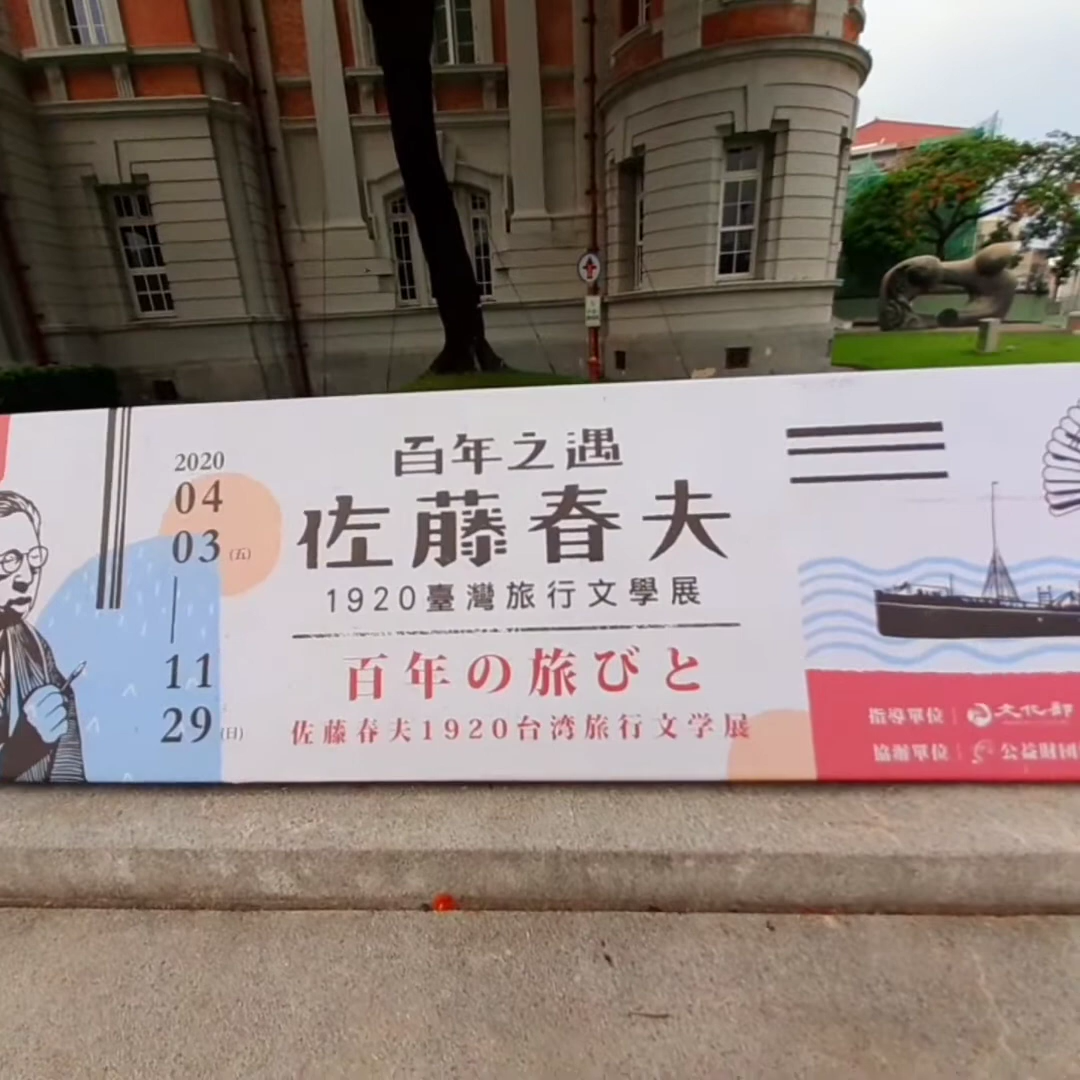 2020
04
03 (五)
11
29 (日)
百年之遇
佐藤春夫
1920臺灣旅行文學展
百年の旅びと
佐藤春夫1920台湾旅行文学展
指導單位 | 文化部
協辦單位 | 公益財団